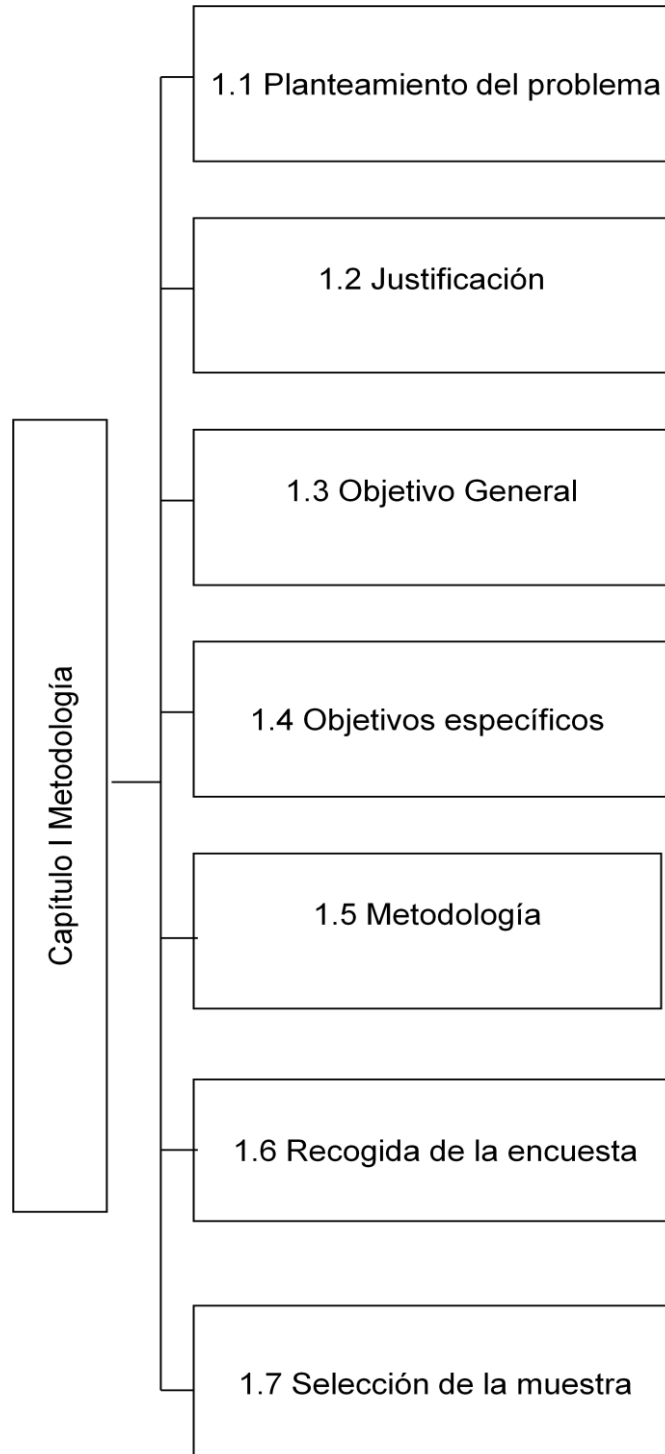 Capítulo I Metodología
1.1 Planteamiento del problema
1.2 Justificación
1.3 Objetivo General
1.4 Objetivos específicos
1.5 Metodología
1.6 Recogida de la encuesta
1.7 Selección de la muestra